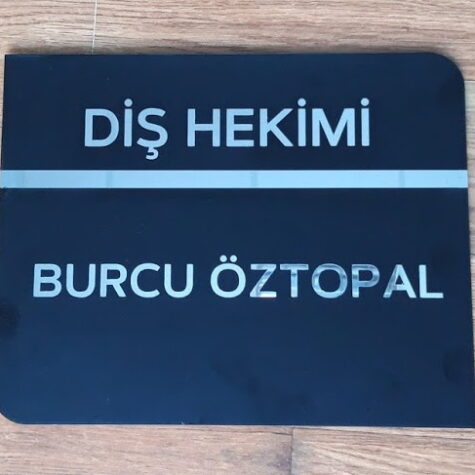 DİŞ HEKİMİ
BURCU ÖZTOPAL